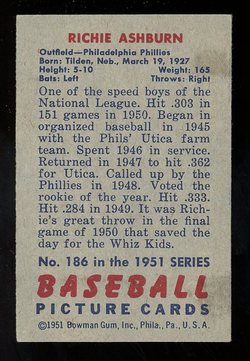 RICHIE ASHBURN
Outfield—Philadelphia Phillies
Born: Tilden, Neb., March 19, 1927
Height: 5-10 Weight: 165
Bats: Left Throws: Right
One of the speed boys of the
National League. Hit .303 in
151 games in 1950. Began in
organized baseball in 1945
with the Phils' Utica farm
team. Spent 1946 in service.
Returned in 1947 to hit .362
for Utica. Called up by the
Phillies in 1948. Voted the
rookie of the year. Hit .333.
Hit .284 in 1949. It was Rich-
ie's great throw in the final
game of 1950 that saved the
day for the Whiz Kids.
No. 186 in the 1951 SERIES
BASEBALL
PICTURE CARDS
©1951 Bowman Gum, Inc., Phila., Pa., U. S. A.